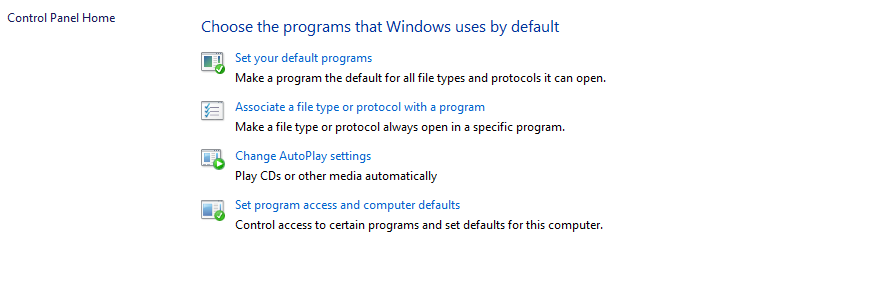 Control Panel Home
Choose the programs that Windows uses by default
Set your default programs
Make a program the default for all file types and protocols it can open.
Associate a file type or protocol with a program
Make a file type or protocol always open in a specific program.
Change AutoPlay settings
Play CDs or other media automatically
Set program access and computer defaults
Control access to certain programs and set defaults for this computer.